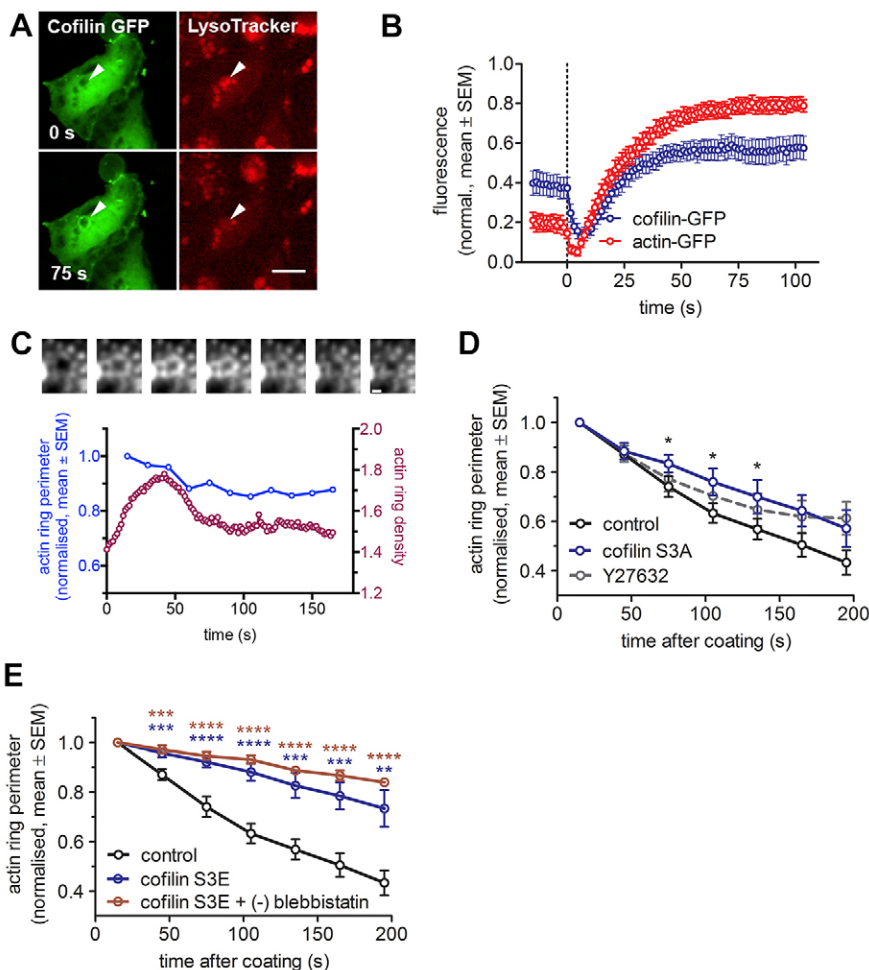 A
Cofilin GFP
LysoTracker
0 s
75 s
B
fluorescence
(normal., mean ± SEM)
1.0
0.8
0.6
0.4
0.2
0.0
cofilin-GFP
actin-GFP
0 25 50 75 100
time (s)
C
actin ring perimeter
(normalised, mean ± SEM)
1.0
0.8
0.6
2.0
1.8
1.6
1.4
1.2
actin ring density
0 50 100 150
time (s)
D
actin ring perimeter
(normalised, mean ± SEM)
1.0
0.8
0.6
0.4
* * *
control
cofilin S3A
Y27632
0 50 100 150 200
time after coating (s)
E
actin ring perimeter
(normalised, mean ± SEM)
1.0
0.8
0.6
0.4
*** **** **** **** **** ****
*** **** **** *** *** **
control
cofilin S3E
cofilin S3E + (-) blebbistatin
0 50 100 150 200
time after coating (s)